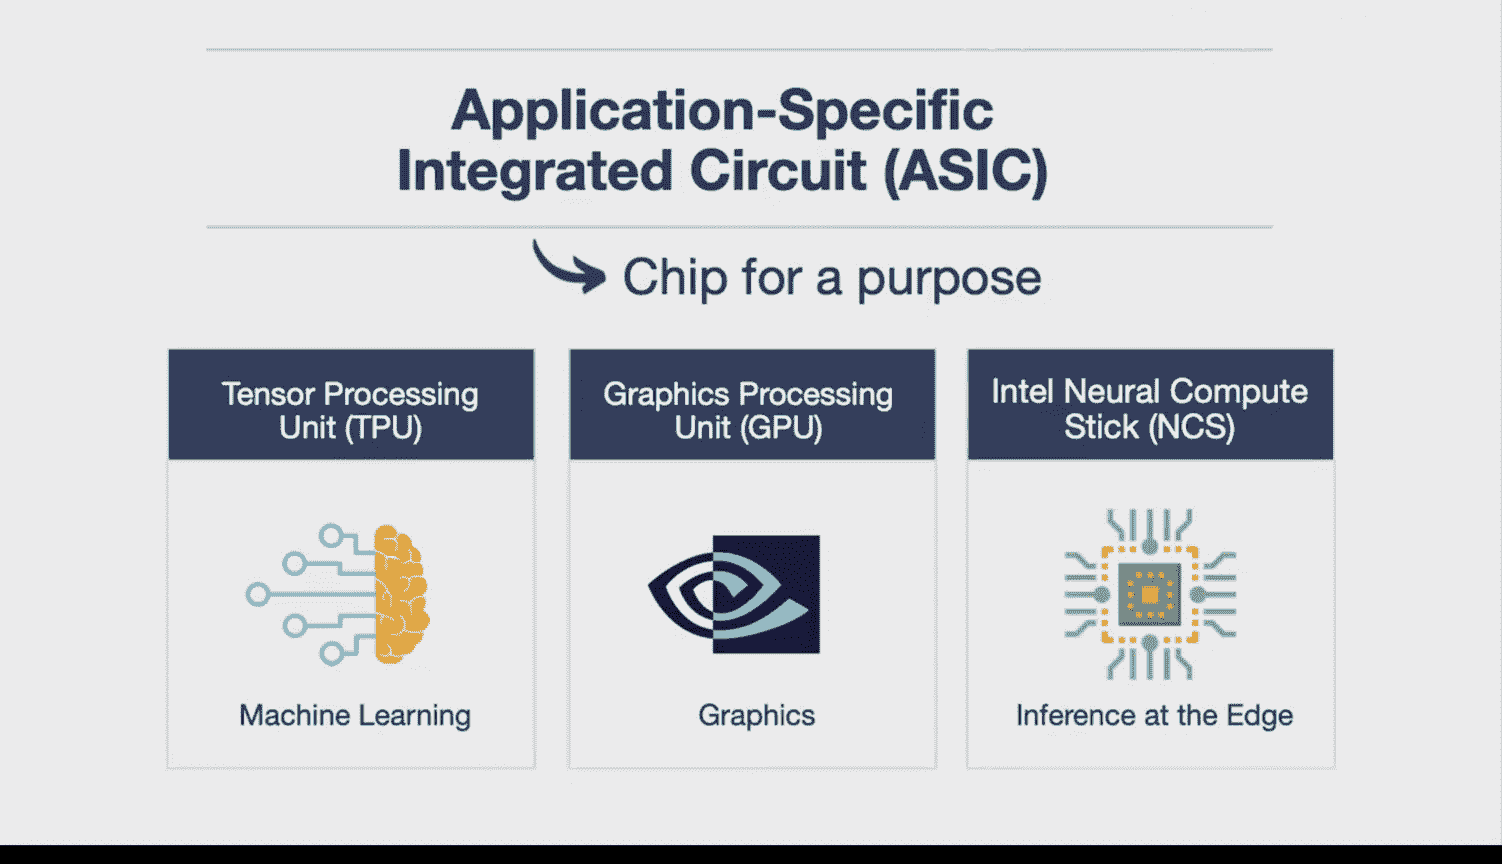 Application-Specific
Integrated Circuit (ASIC)
Chip for a purpose
Tensor Processing
Unit (TPU)
Machine Learning
Graphics Processing
Unit (GPU)
Graphics
Intel Neural Compute
Stick (NCS)
Inference at the Edge